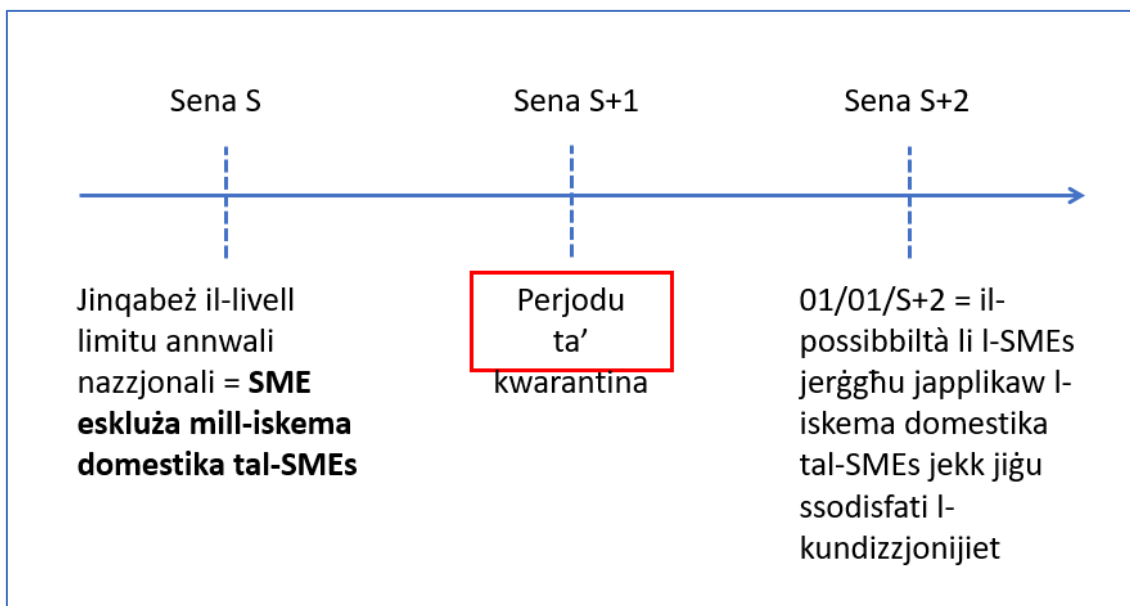 Sena S
Sena S+1
Sena S+2
Jinqabeż il-livell
limitu annwali
nazzjonali = SME
eskluża mill-iskema
domestika tal-SMEs
Perjodu
ta’
kwarantina
01/01/S+2 = il-
possibbiltà li l-SMEs
jerġgħu japplikaw l-
iskema domestika
tal-SMEs jekk jiġu
ssodisfati l-
kundizzjonijiet